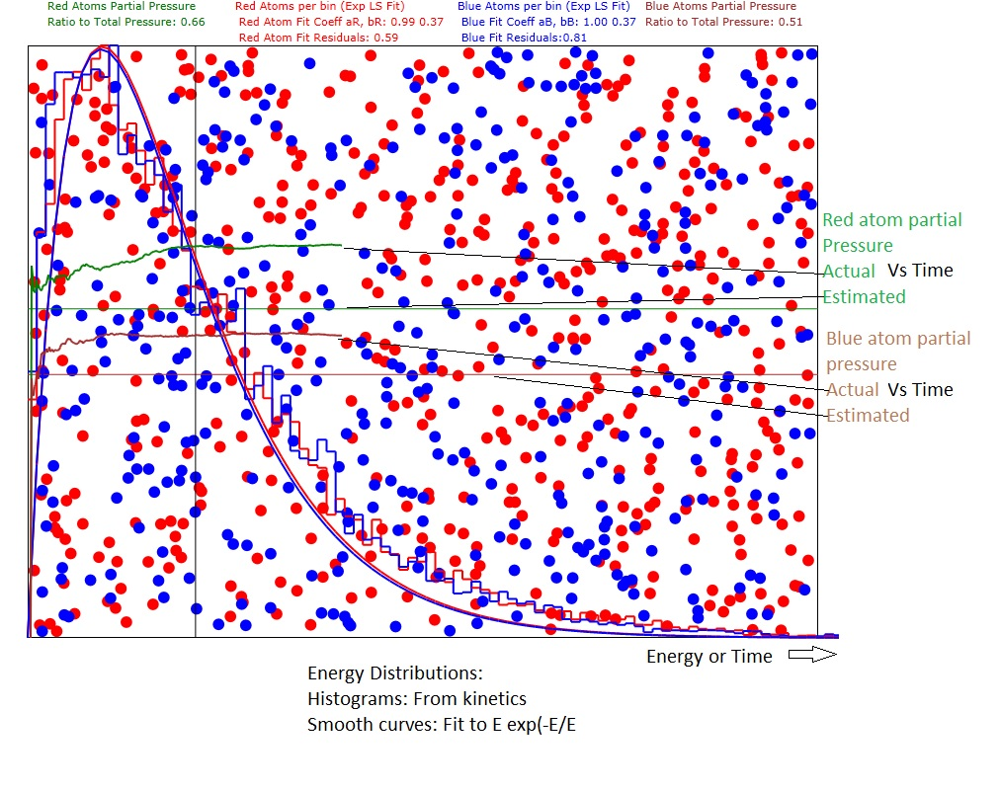 Red Atoms Partial Pressure
Ratio to Total Pressure: 0.66
Red Atoms per bin (Exp LS Fit)
Red Atom Fit Coeff aR, bR: 0.99 0.37
Red Atom Fit Residuals: 0.59
Blue Atoms per bin (Exp LS Fit)
Blue Fit Coeff aB, bB: 1.00 0.37
Blue Fit Residuals:0.81
Blue Atoms Partial Pressure
Ratio to Total Pressure: 0.51
Red atom partial
Pressure
Actual Vs Time
Estimated
Blue atom partial
pressure
Actual Vs Time
Estimated
Energy or Time
Energy Distributions:
Histograms: From kinetics
Smooth curves: Fit to E exp(-E/E